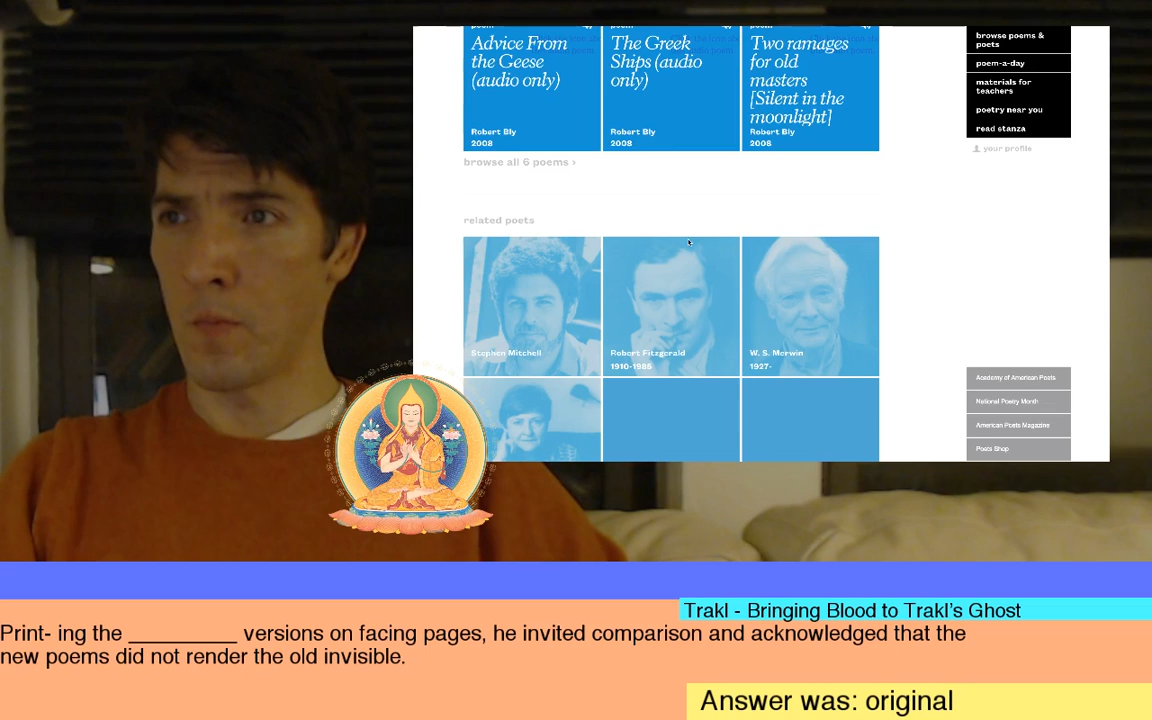 poem
poem
poem
Advice From
the Geese
(audio only)
Robert Bly
2008
The Greek
Ships (audio
only)
Robert Bly
2008
Two ramages
for old
masters
[Silent in the
moonlight]
Robert Bly
2008
browse poems &
poets
poem-a-day
materials for
teachers
poetry near you
read stanza
your profile
browse all 6 poems ›
related poets
Stephen Mitchell
Robert Fitzgerald
1910-1985
W. S. Merwin
1927-
Academy of American Poets
National Poetry Month
American Poets Magazine
Poets Shop
Trakl - Bringing Blood to Trakl's Ghost
Print- ing the _________ versions on facing pages, he invited comparison and acknowledged that the
new poems did not render the old invisible.
Answer was: original